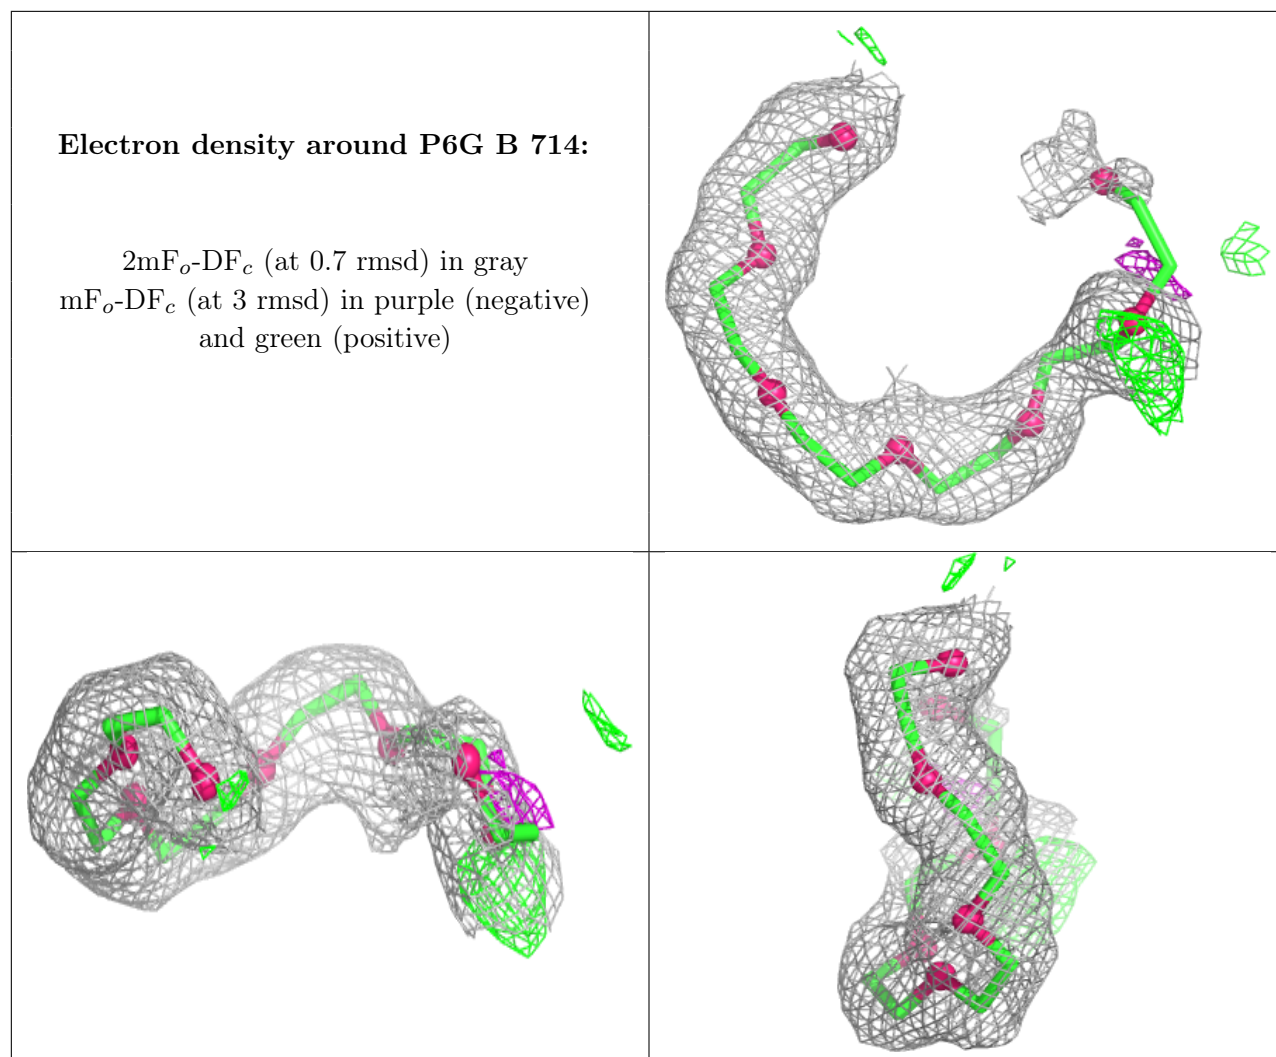 Electron density around P6G B 714:
2mFo-DFc (at 0.7 rmsd) in gray
mFo-DFc (at 3 rmsd) in purple (negative)
and green (positive)